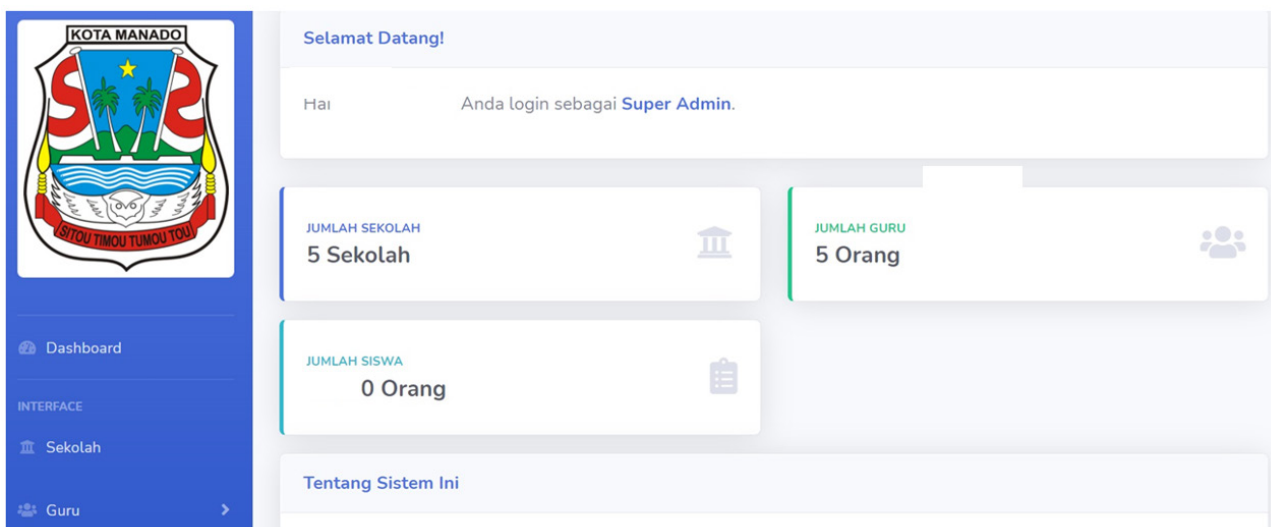 KOTA MANADO
SITOU TIMOU TUMOU TOU
Dashboard
INTERFACE
Sekolah
Guru
Selamat Datang!
Hai Anda login sebagai Super Admin.
JUMLAH SEKOLAH
5 Sekolah
JUMLAH GURU
5 Orang
JUMLAH SISWA
0 Orang
Tentang Sistem Ini